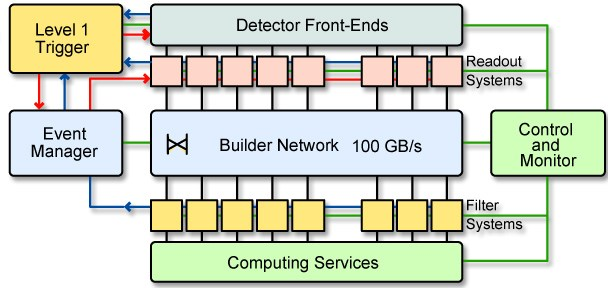 Level 1
Trigger
Detector Front-Ends
Readout
Systems
Event
Manager
Builder Network 100 GB/s
Control
and
Monitor
Filter
Systems
Computing Services